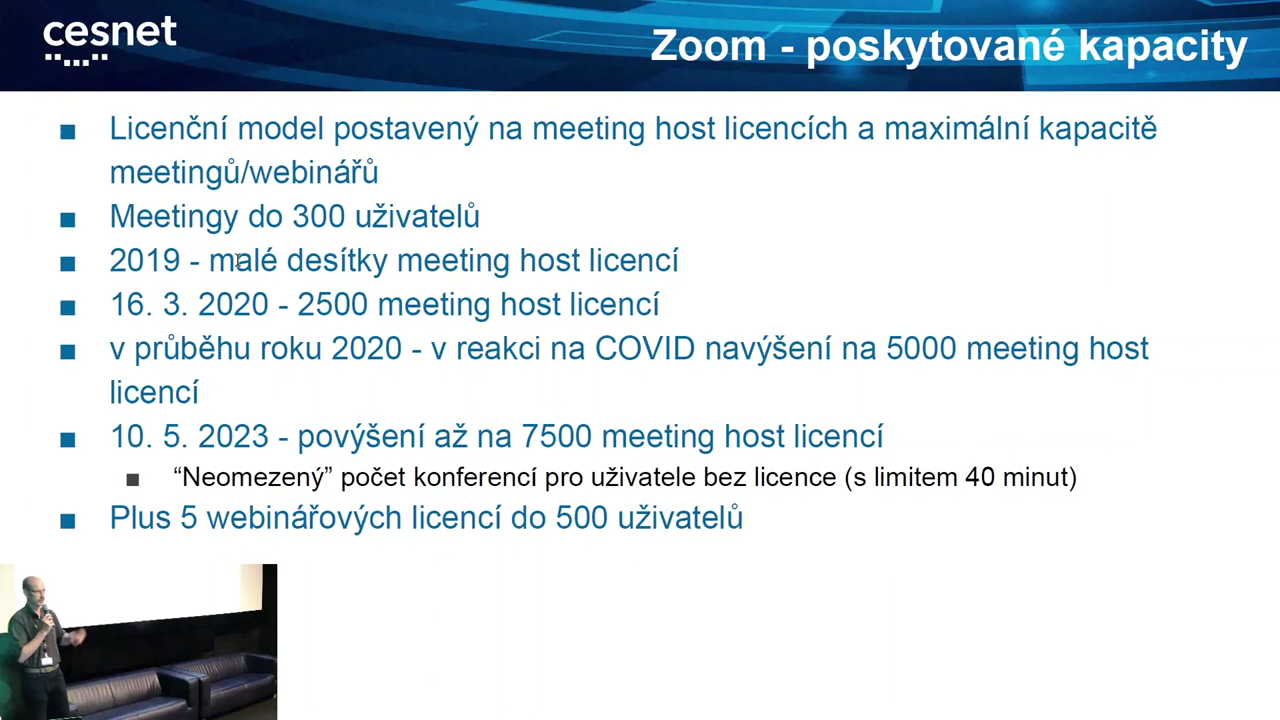 cesnet
Zoom - poskytované kapacity
Licenční model postavený na meeting host licencích a maximální kapacitě
meetingů/webinářů
Meetingy do 300 uživatelů
2019 - malé desítky meeting host licencí
16. 3. 2020 - 2500 meeting host licencí
v průběhu roku 2020 - v reakci na COVID navýšení na 5000 meeting host
licencí
10. 5. 2023 - povýšení až na 7500 meeting host licencí
“Neomezený” počet konferencí pro uživatele bez licence (s limitem 40 minut)
Plus 5 webinářových licencí do 500 uživatelů